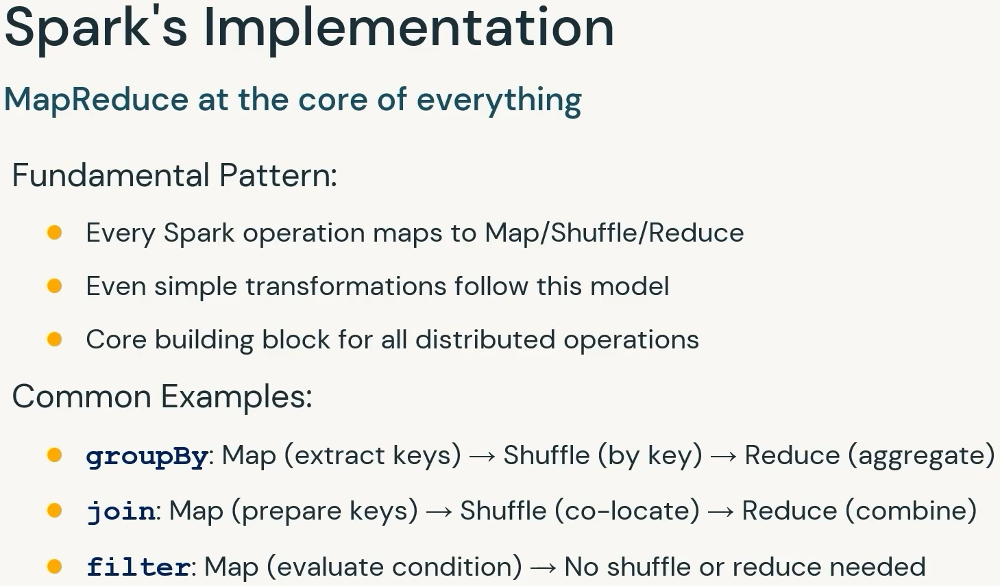 Spark's Implementation
MapReduce at the core of everything
Fundamental Pattern:
● Every Spark operation maps to Map/Shuffle/Reduce
● Even simple transformations follow this model
● Core building block for all distributed operations
Common Examples:
● groupBy: Map (extract keys) → Shuffle (by key) → Reduce (aggregate)
● join: Map (prepare keys) → Shuffle (co-locate) → Reduce (combine)
● filter: Map (evaluate condition) → No shuffle or reduce needed